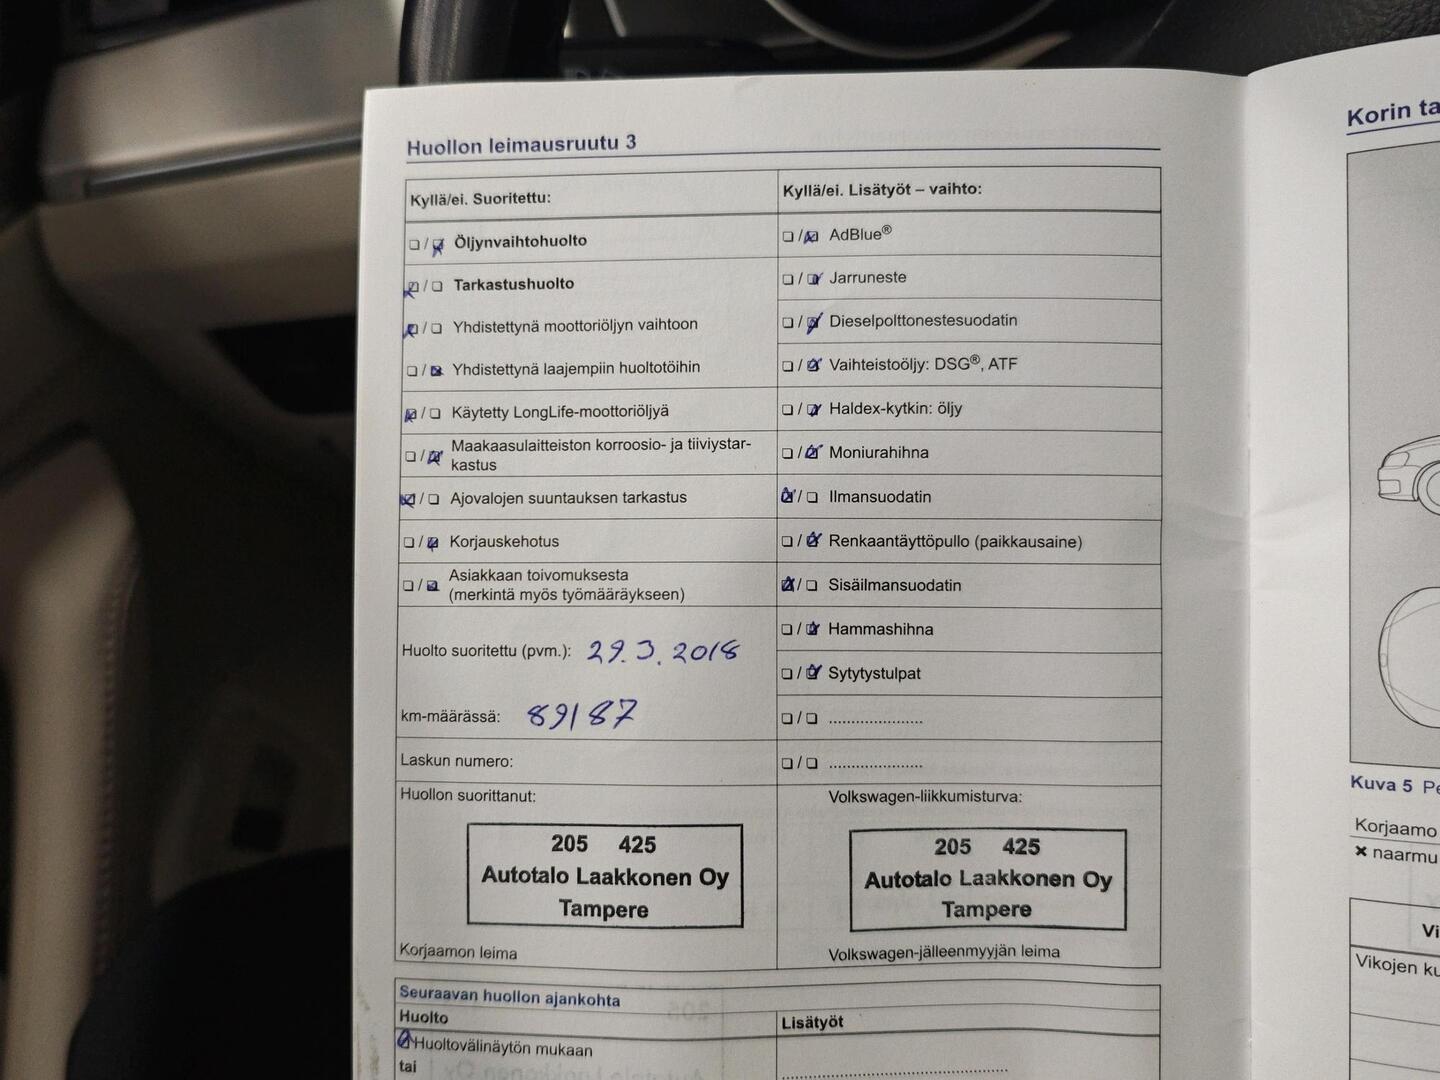 Huollon leimausruutu 3
Kyllä/ei. Suoritettu:
Öljynvaihtohuolto
Tarkastushuolto
Yhdistettynä moottoriöljyn vaihtoon
Yhdistettynä laajempiin huoltotöihin
Käytetty LongLife-moottoriöljyä
Maakaasulaitteiston korroosio- ja tiiviystar-
kastus
Ajovalojen suuntauksen tarkastus
Korjauskehotus
Asiakkaan toivomuksesta
(merkintä myös työmääräykseen)
Huolto suoritettu (pvm.): 29.3.2018
km-määrässä: 89187
Laskun numero:
Huollon suorittanut:
205 425
Autotalo Laakkonen Oy
Tampere
Korjaamon leima
Kyllä/ei. Lisätyöt – vaihto:
AdBlue®
Jarruneste
Dieselpolttonestesuodatin
Vaihteistoöljy: DSG®, ATF
Haldex-kytkin: öljy
Moniurahihna
Ilmansuodatin
Renkaantäyttöpullo (paikkausaine)
Sisäilmansuodatin
Hammashihna
Sytytystulpat
.....................
.....................
Volkswagen-liikkumisturva:
205 425
Autotalo Laakkonen Oy
Tampere
Volkswagen-jälleenmyyjän leima
Seuraavan huollon ajankohta
Huolto
Huoltovälinäytön mukaan
tai
Lisätyöt
Korin ta
Kuva 5 Pe
Korjaamo
× naarmu
Vi
Vikojen ku